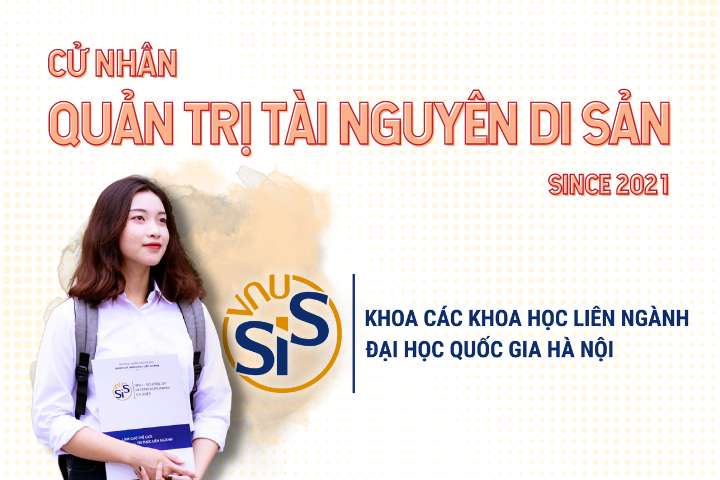 CỬ NHÂN
QUẢN TRỊ TÀI NGUYÊN DI SẢN
SINCE 2021
VNU
SiS
KHOA CÁC KHOA HỌC LIÊN NGÀNH
ĐẠI HỌC QUỐC GIA HÀ NỘI
SiS